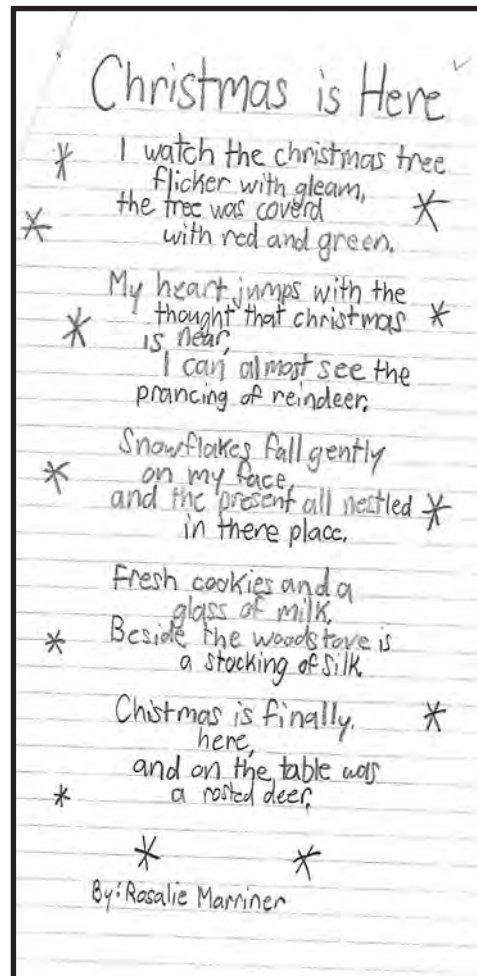 Christmas is Here
I watch the christmas tree
flicker with gleam,
the tree was coverd
with red and green.
My heart jumps with the
thought that christmas
is near,
I can almost see the
prancing of reindeer.
Snowflakes fall gently
on my face,
and the present all nestled
in there place.
Fresh cookies and a
glass of milk,
Beside the woodstove is
a stocking of silk
Chistmas is finally,
here,
and on the table was
a rosted deer.
By: Rosalie Marriner